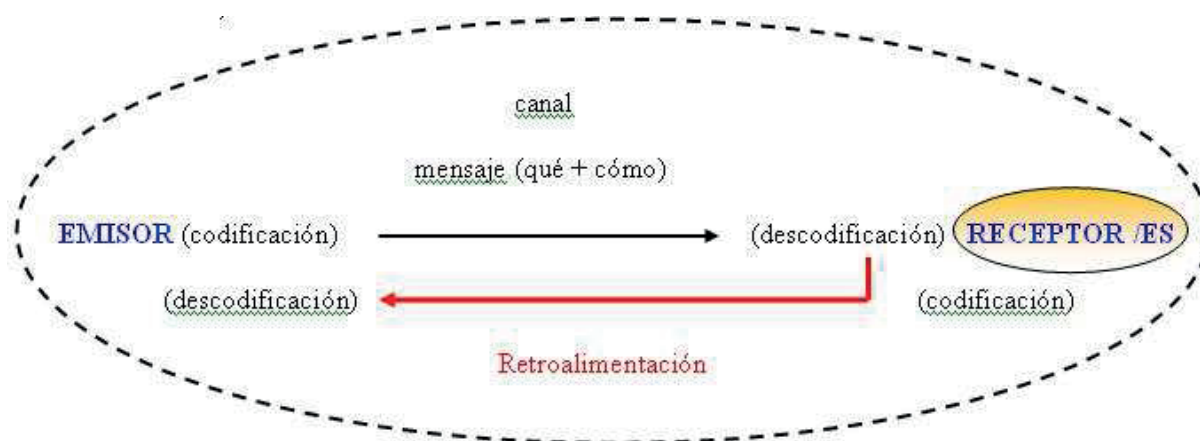 canal
mensaje (qué + cómo)
EMISOR (codificación) (descodificación) RECEPTOR /ES
(descodificación) (codificación)
Retroalimentación